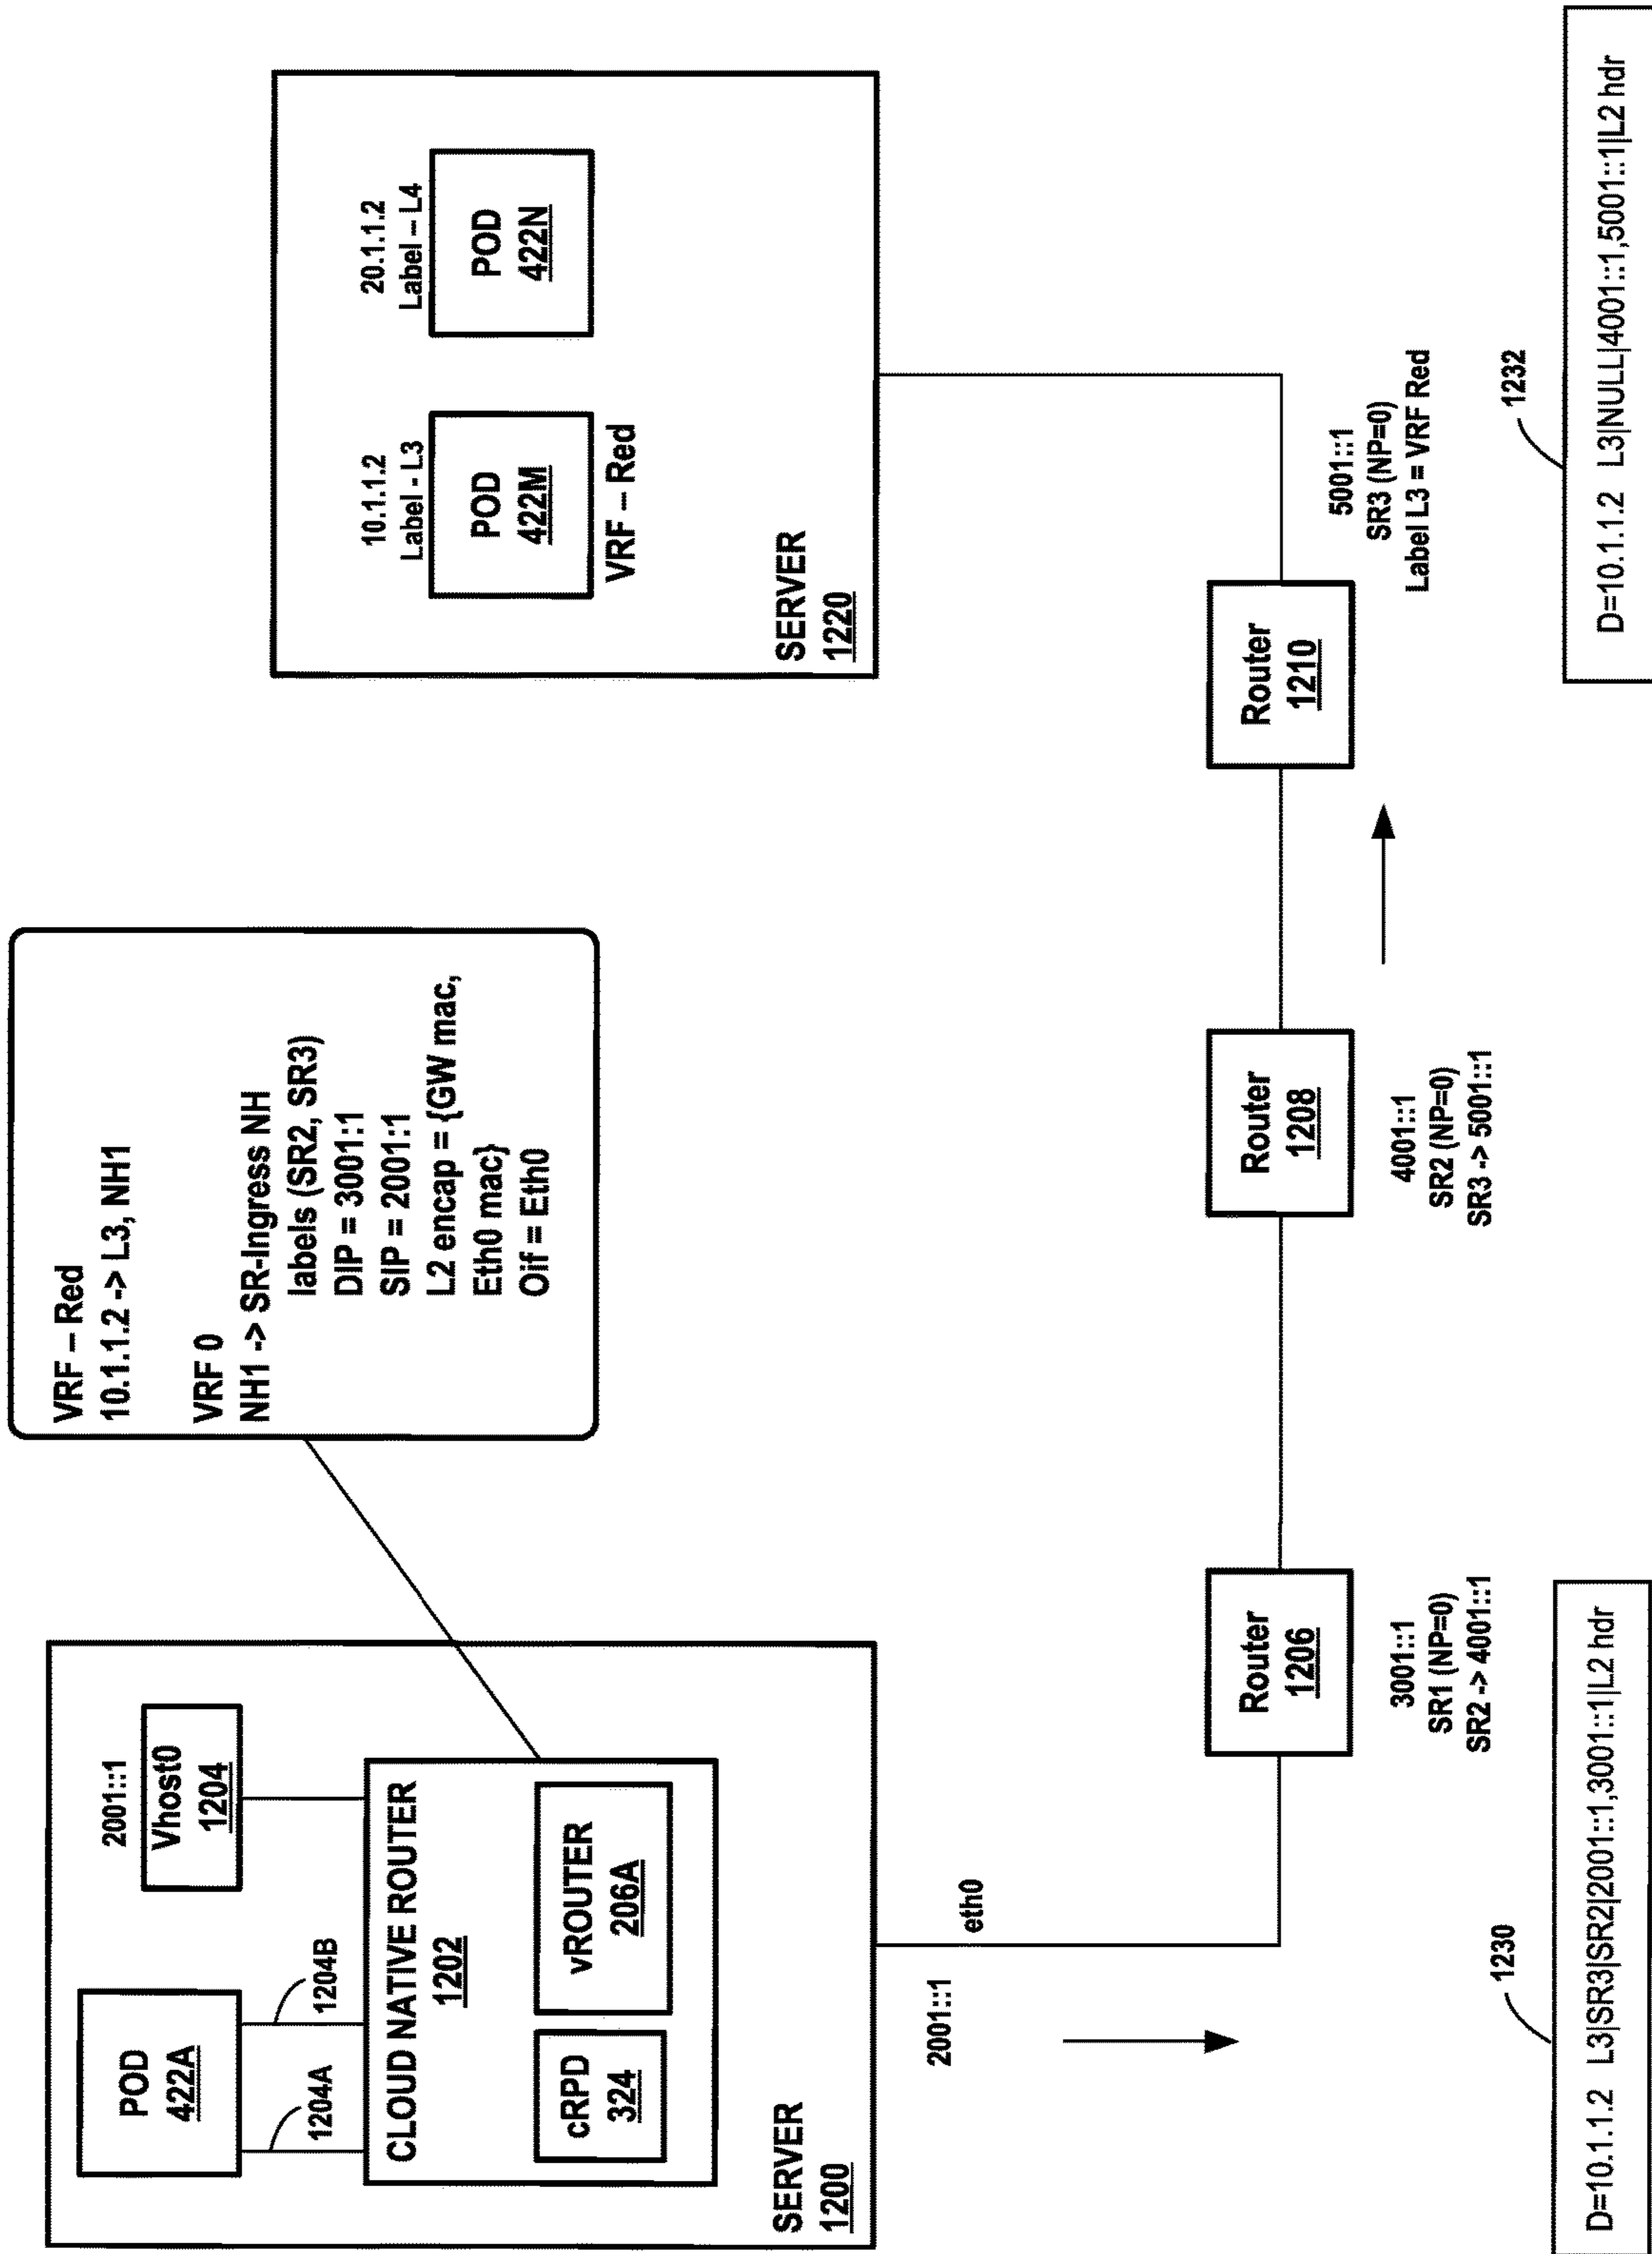 POD
422A
1204A
1204B
2001::1
Vhost0
1204
CLOUD NATIVE ROUTER
1202
cRPD
324
vROUTER
206A
SERVER
1200
VRF – Red
10.1.1.2 -> L3, NH1
VRF 0
NH1 -> SR-Ingress NH
labels (SR2, SR3)
DIP = 3001:1
SIP = 2001:1
L2 encap = {GW mac,
Eth0 mac}
Oif = Eth0
10.1.1.2
Label - L3
POD
422M
VRF – Red
20.1.1.2
Label – L4
POD
422N
SERVER
1220
2001::1
eth0
Router
1206
3001::1
SR1 (NP=0)
SR2 -> 4001::1
Router
1208
4001::1
SR2 (NP=0)
SR3 -> 5001::1
Router
1210
5001::1
SR3 (NP=0)
Label L3 = VRF Red
1230
D=10.1.1.2 L3|SR3|SR2|2001::1,3001::1|L2 hdr
1232
D=10.1.1.2 L3|NULL|4001::1,5001::1|L2 hdr